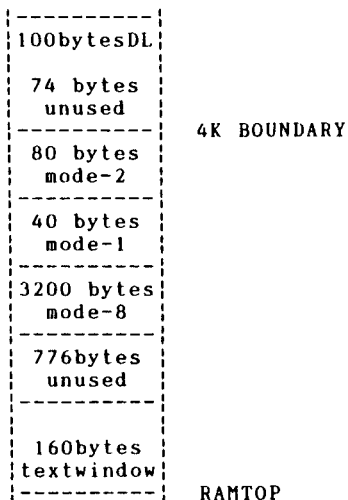 100bytesDL
74 bytes
unused
4K BOUNDARY
80 bytes
mode-2
40 bytes
mode-1
3200 bytes
mode-8
776bytes
unused
160bytes
textwindow
RAMTOP